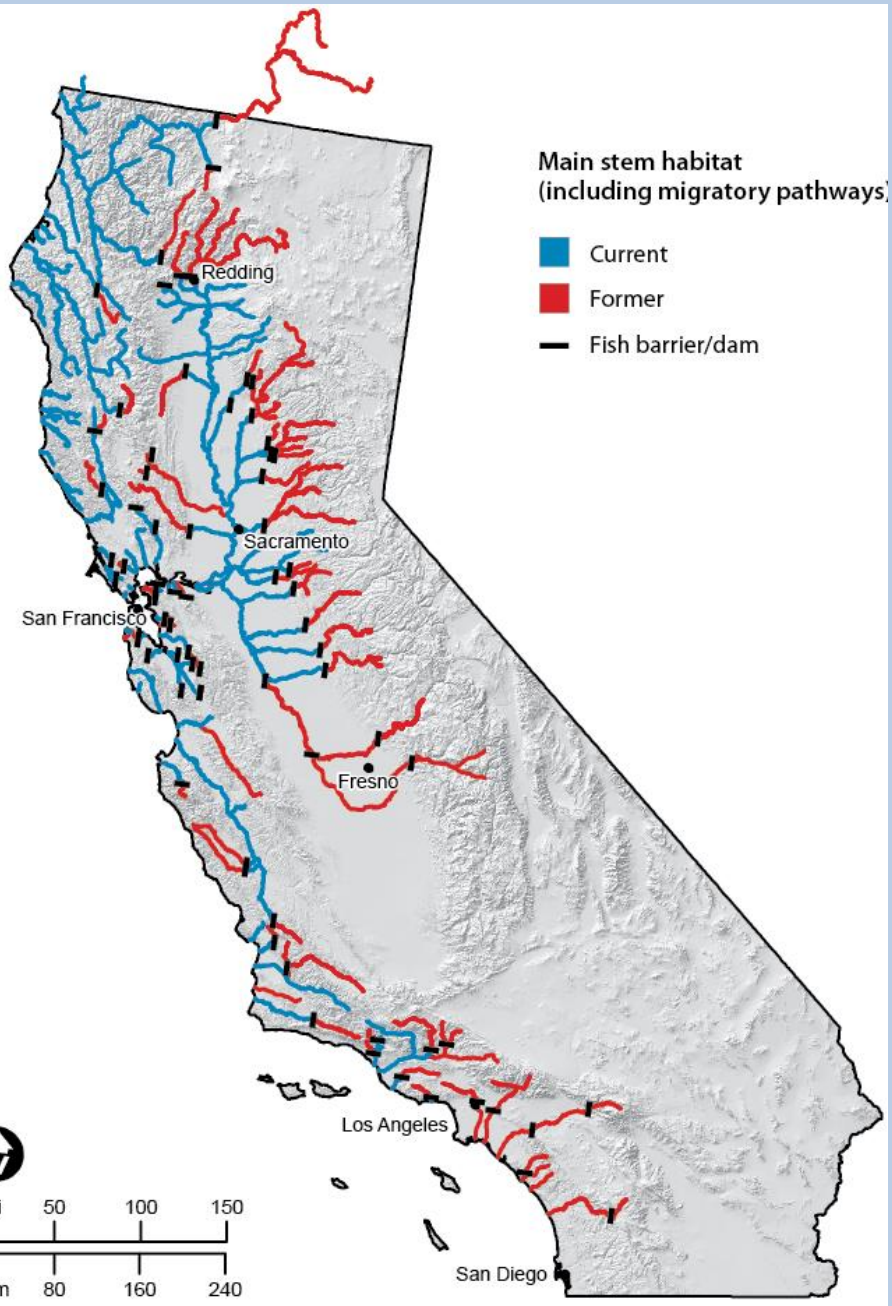 Main stem habitat
(including migratory pathways)
Current
Former
Fish barrier/dam
Redding
Sacramento
San Francisco
Fresno
Los Angeles
50 100 150
80 160 240
San Diego